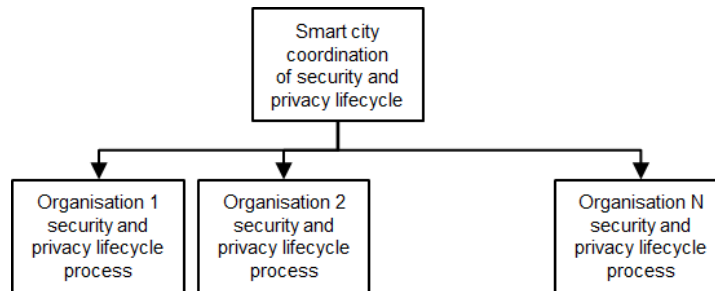 Smart city
coordination
of security and
privacy lifecycle
Organisation 1
security and
privacy lifecycle
process
Organisation 2
security and
privacy lifecycle
process
Organisation N
security and
privacy lifecycle
process